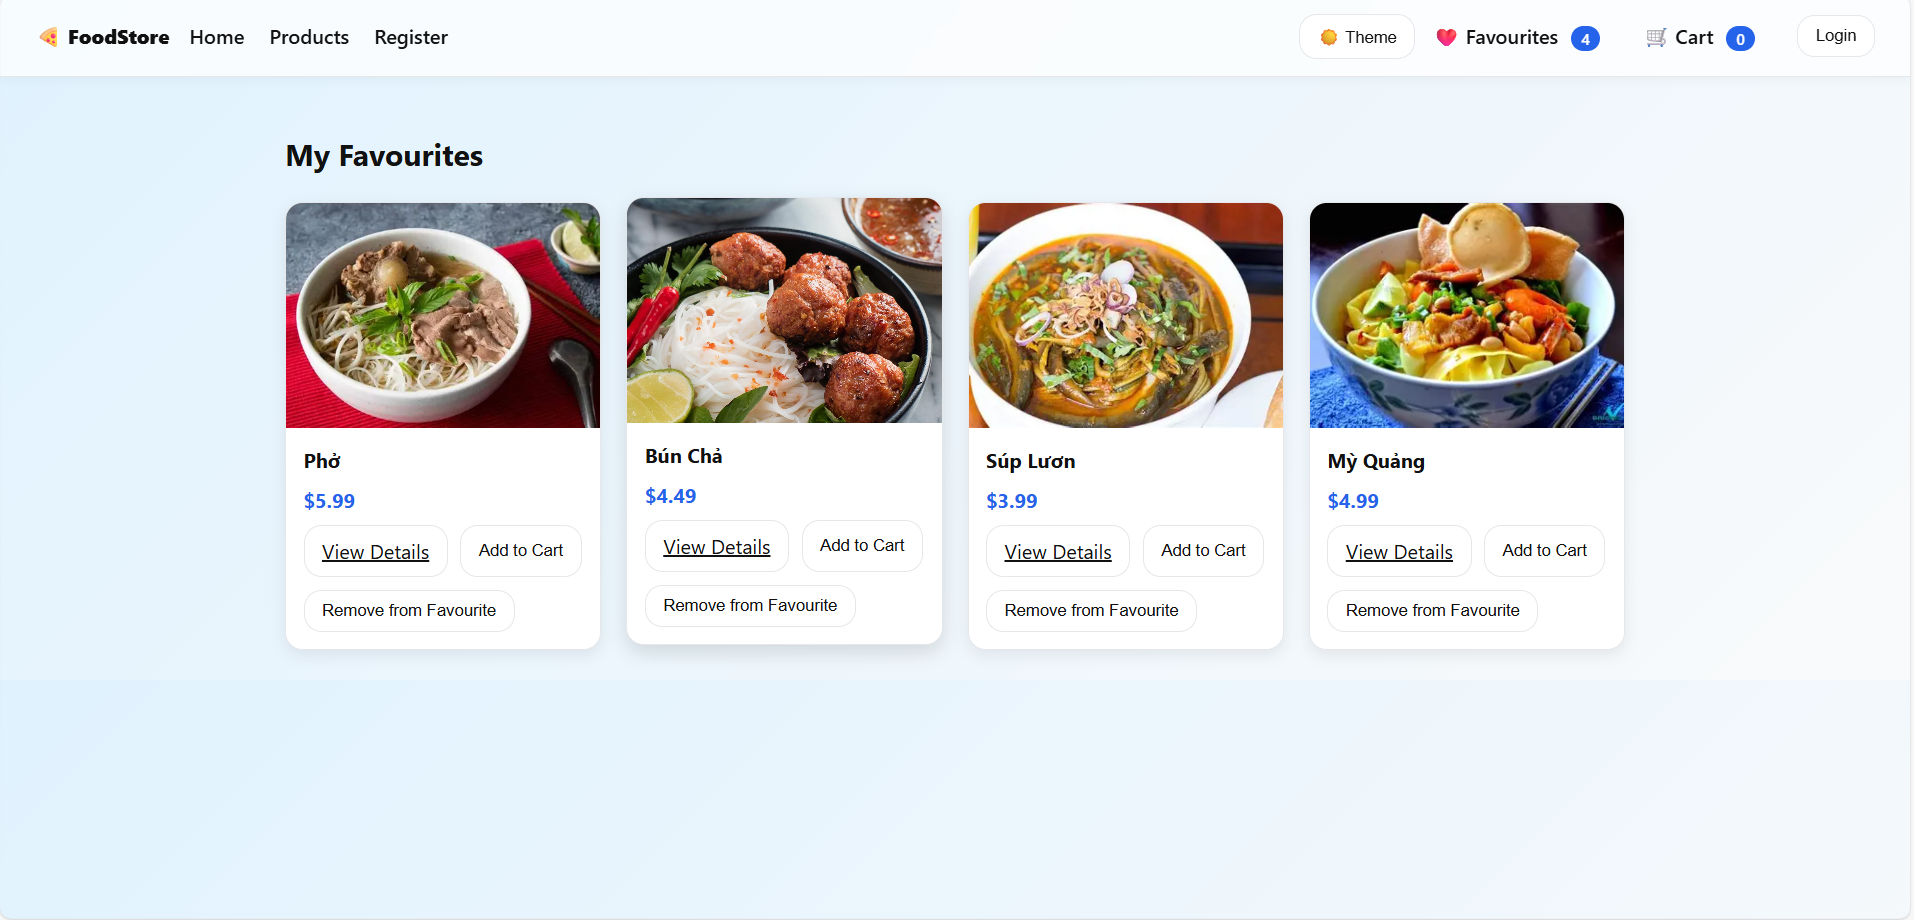 FoodStore Home Products Register Theme Favourites 4 Cart 0 Login
My Favourites
Phở
$5.99
View Details Add to Cart
Remove from Favourite
Bún Chả
$4.49
View Details Add to Cart
Remove from Favourite
Súp Lươn
$3.99
View Details Add to Cart
Remove from Favourite
Mỳ Quảng
$4.99
View Details Add to Cart
Remove from Favourite